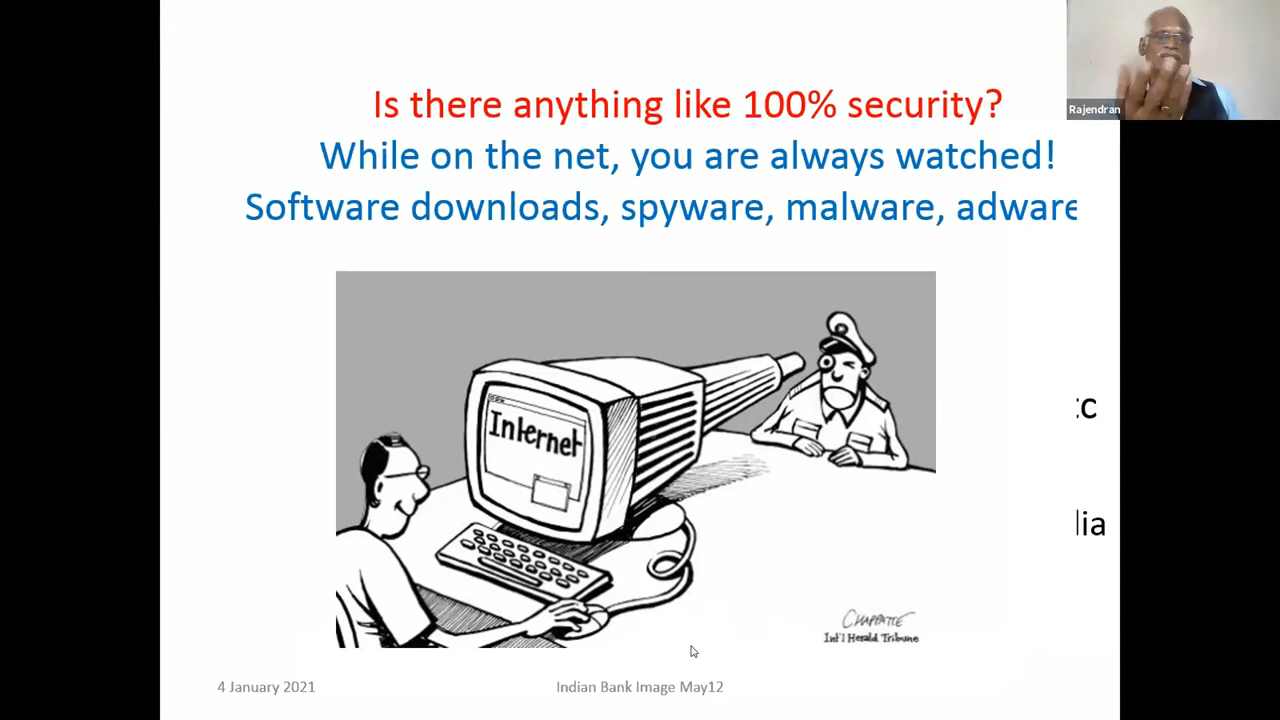 Is there anything like 100% security?
While on the net, you are always watched!
Software downloads, spyware, malware, adware
Rajendran
Internet
CHAPPATTE
Int'l Herald Tribune
4 January 2021
Indian Bank Image May12